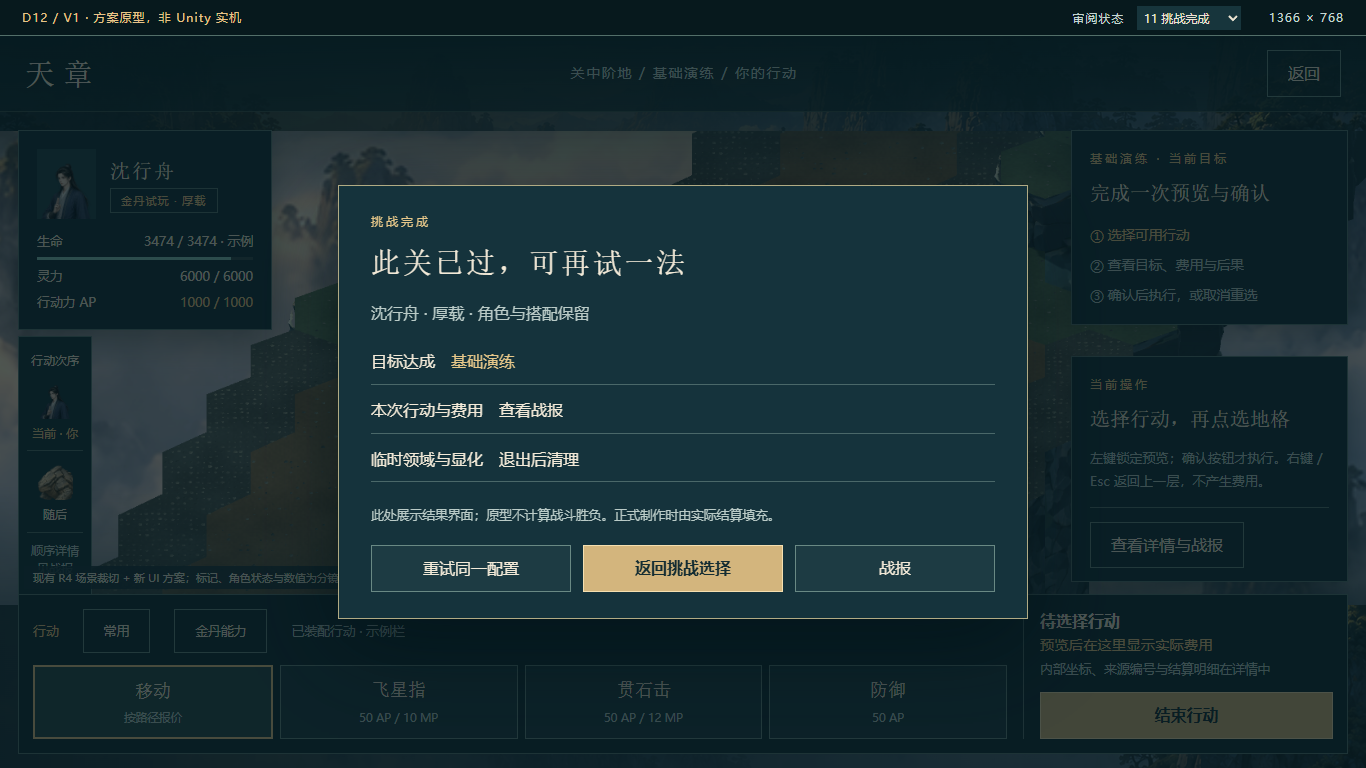 D12 / V1 · 方案原型，非 Unity 实机
审阅状态 11 挑战完成 1366 × 768
天章
关中阶地 / 基础演练 / 你的行动
返回
沈行舟
金丹试玩 · 厚载
生命 3474 / 3474 · 示例
灵力 6000 / 6000
行动力 AP 1000 / 1000
行动次序
当前 · 你
随后
顺序详情
现有 R4 场景裁切 + 新 UI 方案；标记、角色状态与数值为分镜
挑战完成
此关已过，可再试一法
沈行舟 · 厚载 · 角色与搭配保留
目标达成 基础演练
本次行动与费用 查看战报
临时领域与显化 退出后清理
此处展示结果界面；原型不计算战斗胜负。正式制作时由实际结算填充。
重试同一配置 返回挑战选择 战报
基础演练 · 当前目标
完成一次预览与确认
① 选择可用行动
② 查看目标、费用与后果
③ 确认后执行，或取消重选
当前操作
选择行动，再点选地格
左键锁定预览；确认按钮才执行。右键 /
Esc 返回上一层，不产生费用。
查看详情与战报
行动 常用 金丹能力 已装配行动 · 示例栏
移动
按路径报价
飞星指
50 AP / 10 MP
贯石击
50 AP / 12 MP
防御
50 AP
待选择行动
预览后在这里显示实际费用
内部坐标、来源编号与结算明细在详情中
结束行动